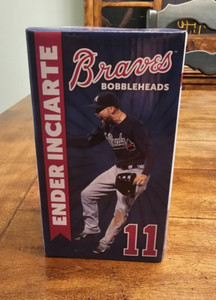 Braves
BOBBLEHEADS
ENDER INCIARTE
11